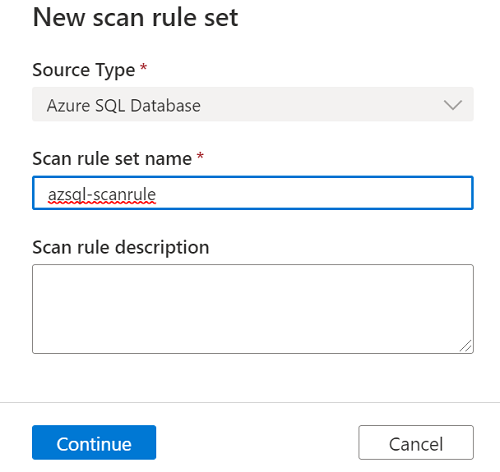 New scan rule set
Source Type *
Azure SQL Database
Scan rule set name *
azsql-scanrule
Scan rule description
Continue
Cancel